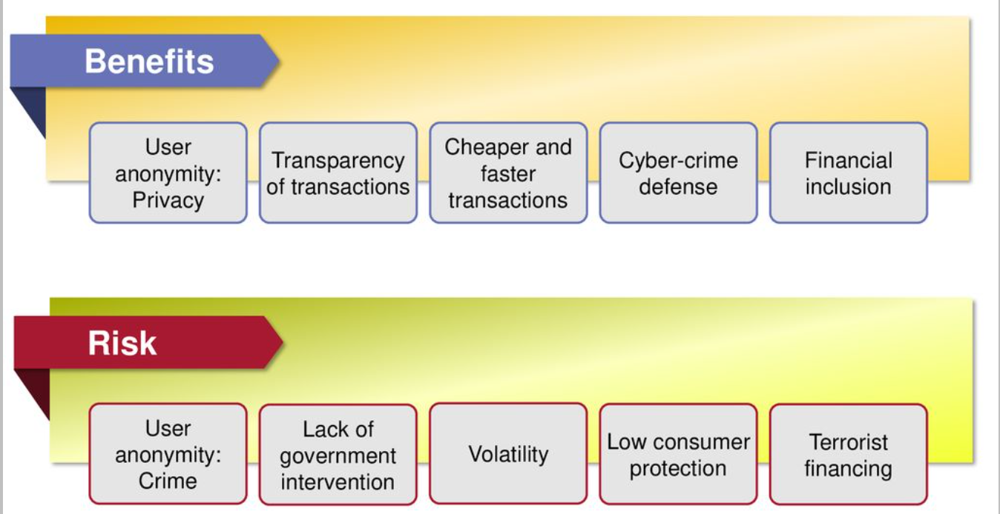 Benefits
User
anonymity:
Privacy
Transparency
of transactions
Cheaper and
faster
transactions
Cyber-crime
defense
Financial
inclusion
Risk
User
anonymity:
Crime
Lack of
government
intervention
Volatility
Low consumer
protection
Terrorist
financing